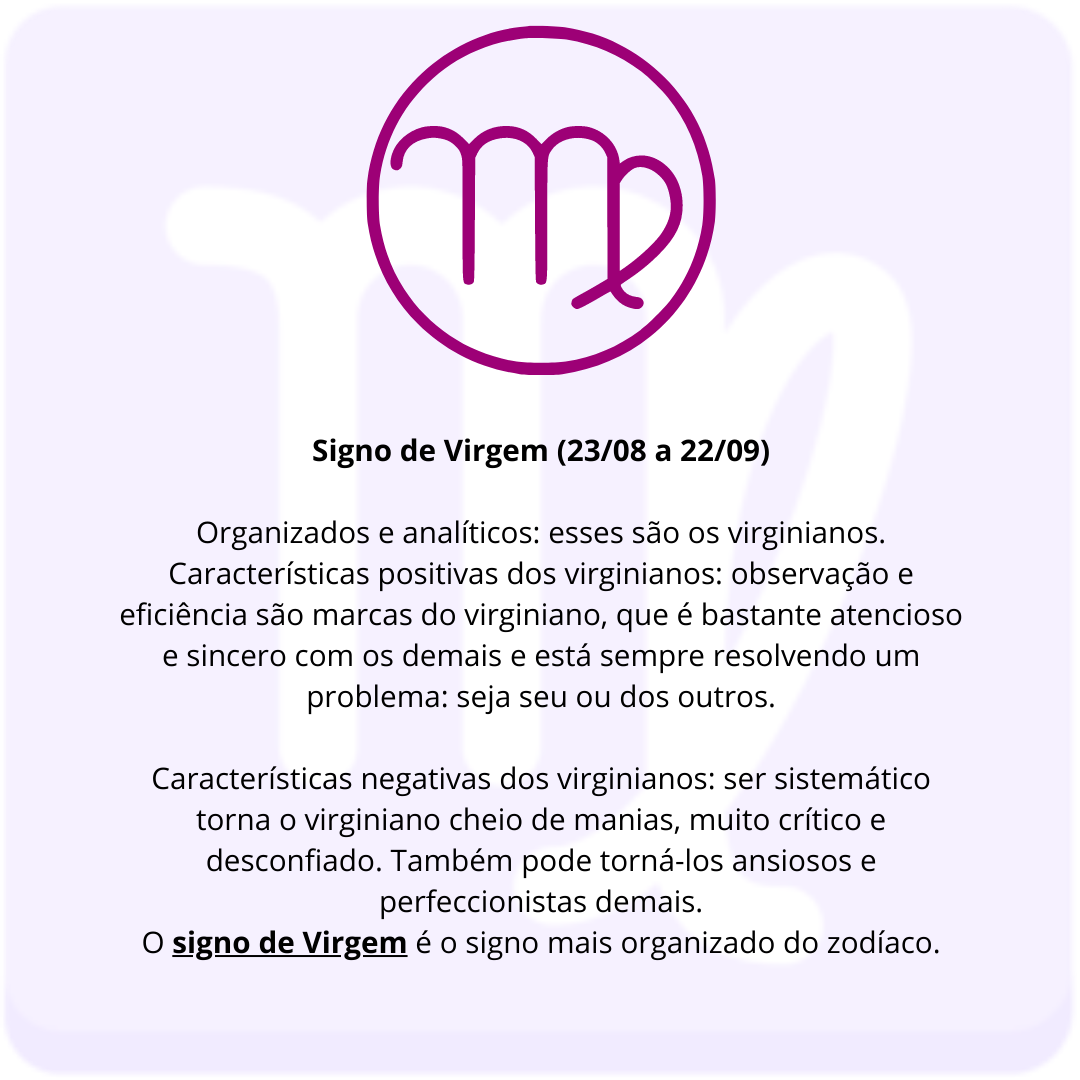 Signo de Virgem (23/08 a 22/09)
Organizados e analíticos: esses são os virginianos.
Características positivas dos virginianos: observação e
eficiência são marcas do virginiano, que é bastante atencioso
e sincero com os demais e está sempre resolvendo um
problema: seja seu ou dos outros.
Características negativas dos virginianos: ser sistemático
torna o virginiano cheio de manias, muito crítico e
desconfiado. Também pode torná-los ansiosos e
perfeccionistas demais.
O signo de Virgem é o signo mais organizado do zodíaco.